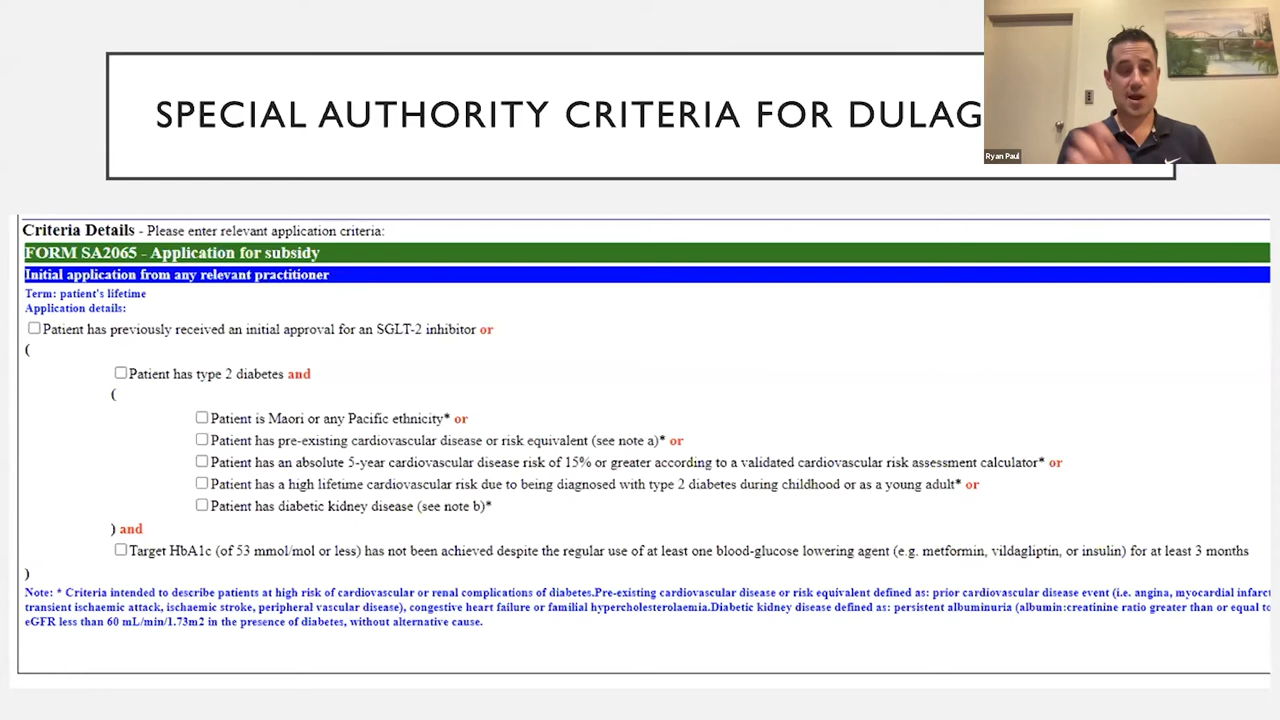 SPECIAL AUTHORITY CRITERIA FOR DULAG
Ryan Paul
Criteria Details - Please enter relevant application criteria:
FORM SA2065 - Application for subsidy
Initial application from any relevant practitioner
Term: patient's lifetime
Application details:
Patient has previously received an initial approval for an SGLT-2 inhibitor or
(
Patient has type 2 diabetes and
(
Patient is Maori or any Pacific ethnicity* or
Patient has pre-existing cardiovascular disease or risk equivalent (see note a)* or
Patient has an absolute 5-year cardiovascular disease risk of 15% or greater according to a validated cardiovascular risk assessment calculator* or
Patient has a high lifetime cardiovascular risk due to being diagnosed with type 2 diabetes during childhood or as a young adult* or
Patient has diabetic kidney disease (see note b)*
) and
Target HbA1c (of 53 mmol/mol or less) has not been achieved despite the regular use of at least one blood-glucose lowering agent (e.g. metformin, vildagliptin, or insulin) for at least 3 months
)
Note: * Criteria intended to describe patients at high risk of cardiovascular or renal complications of diabetes.Pre-existing cardiovascular disease or risk equivalent defined as: prior cardiovascular disease event (i.e. angina, myocardial infarct
transient ischaemic attack, ischaemic stroke, peripheral vascular disease), congestive heart failure or familial hypercholesterolaemia.Diabetic kidney disease defined as: persistent albuminuria (albumin:creatinine ratio greater than or equal to
eGFR less than 60 mL/min/1.73m2 in the presence of diabetes, without alternative cause.